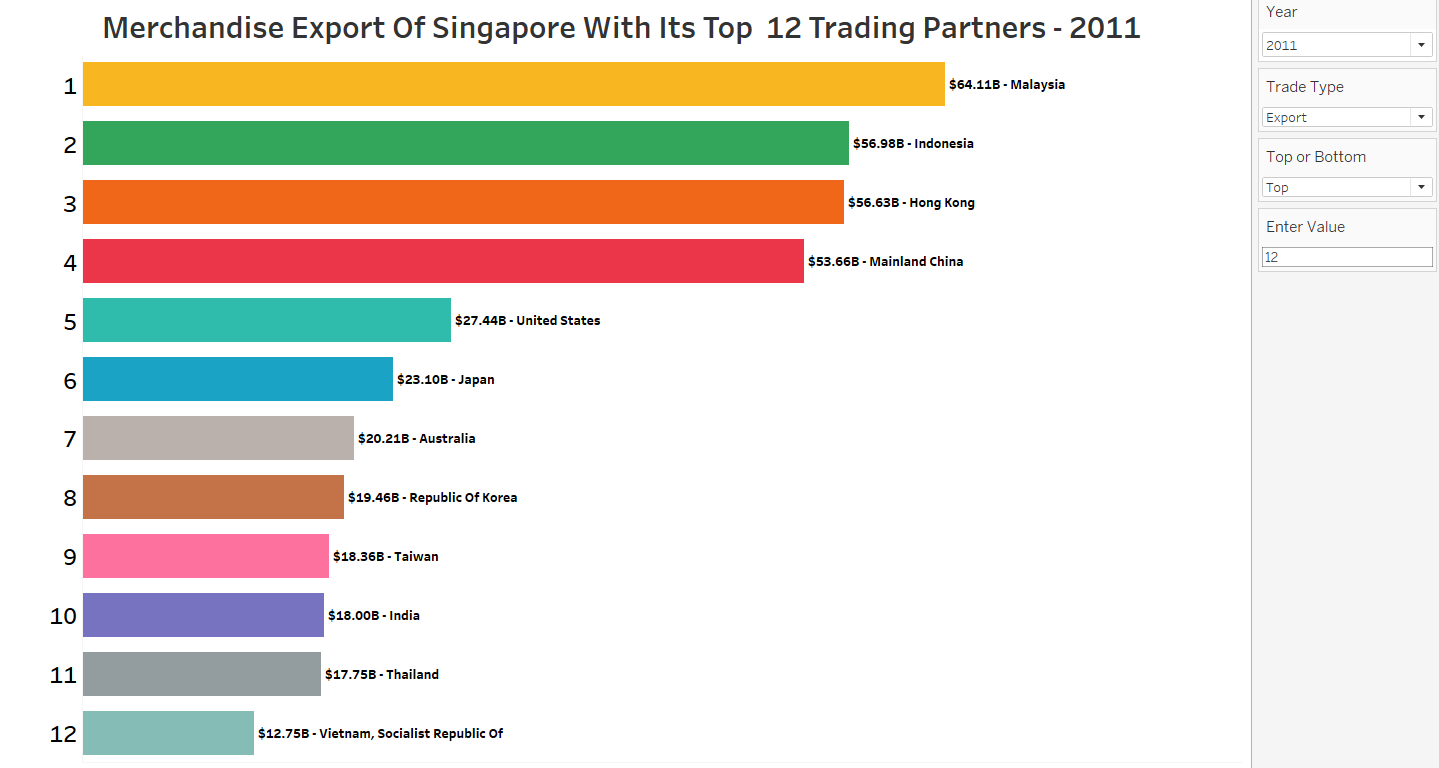 Merchandise Export Of Singapore With Its Top 12 Trading Partners - 2011
1 $64.11B - Malaysia
2 $56.98B - Indonesia
3 $56.63B - Hong Kong
4 $53.66B - Mainland China
5 $27.44B - United States
6 $23.10B - Japan
7 $20.21B - Australia
8 $19.46B - Republic Of Korea
9 $18.36B - Taiwan
10 $18.00B - India
11 $17.75B - Thailand
12 $12.75B - Vietnam, Socialist Republic Of
Year
2011
Trade Type
Export
Top or Bottom
Top
Enter Value
12